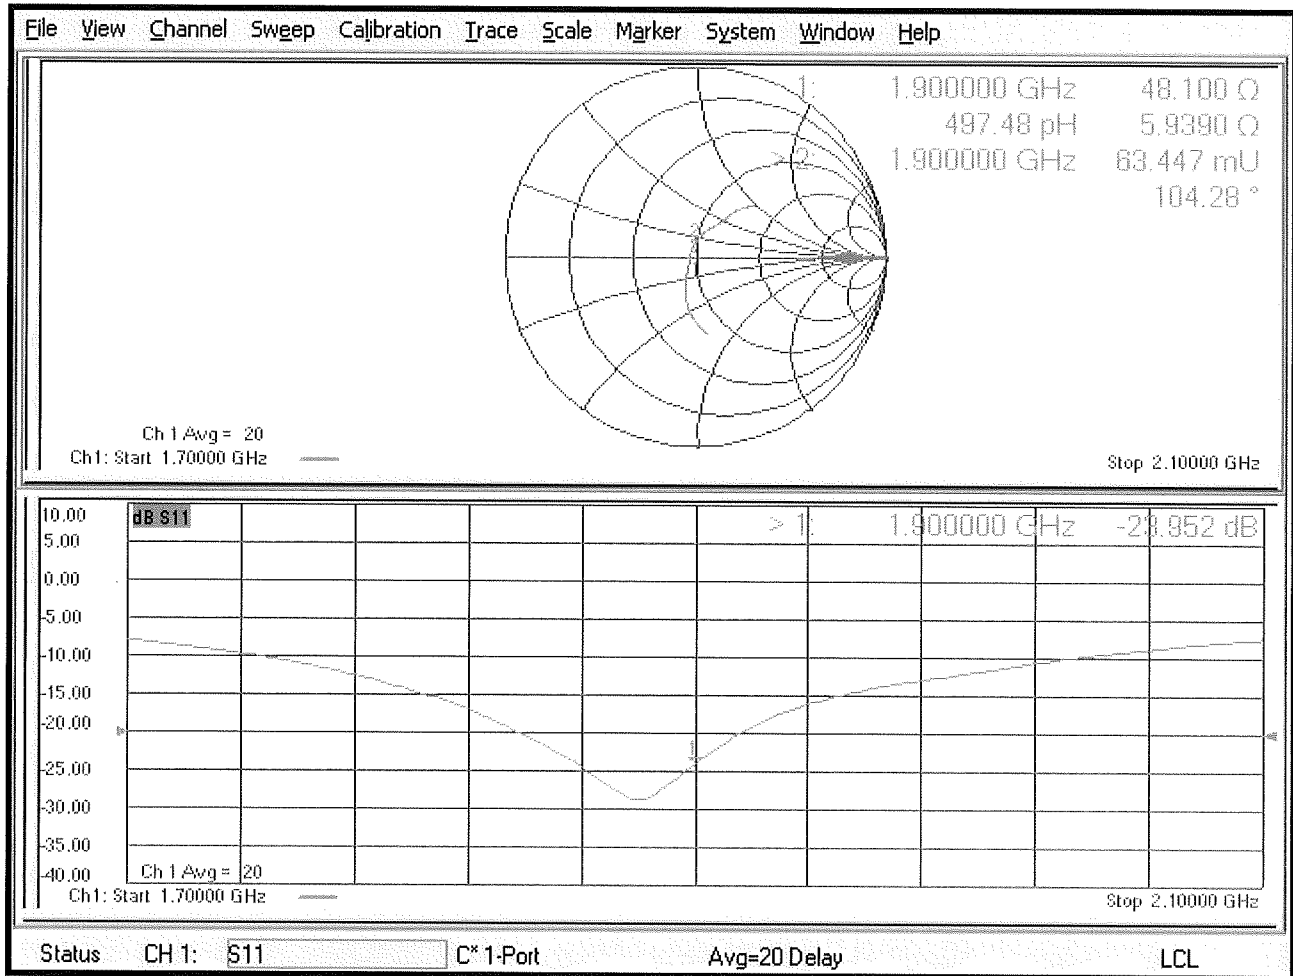 File View Channel Sweep Calibration Trace Scale Marker System Window Help
1: 1.900000 GHz 48.100 Ω
497.48 pH 5.9390 Ω
> 2: 1.900000 GHz 63.447 mU
104.28 °
2
Ch 1 Avg = 20
Ch1: Start 1.70000 GHz
Stop 2.10000 GHz
10.00 dB S11
> 1: 1.900000 GHz -23.952 dB
5.00
0.00
-5.00
-10.00
-15.00
-20.00
1
-25.00
-30.00
-35.00
-40.00
Ch 1 Avg = 20
Ch1: Start 1.70000 GHz
Stop 2.10000 GHz
Status CH 1: S11 C* 1-Port Avg=20 Delay LCL